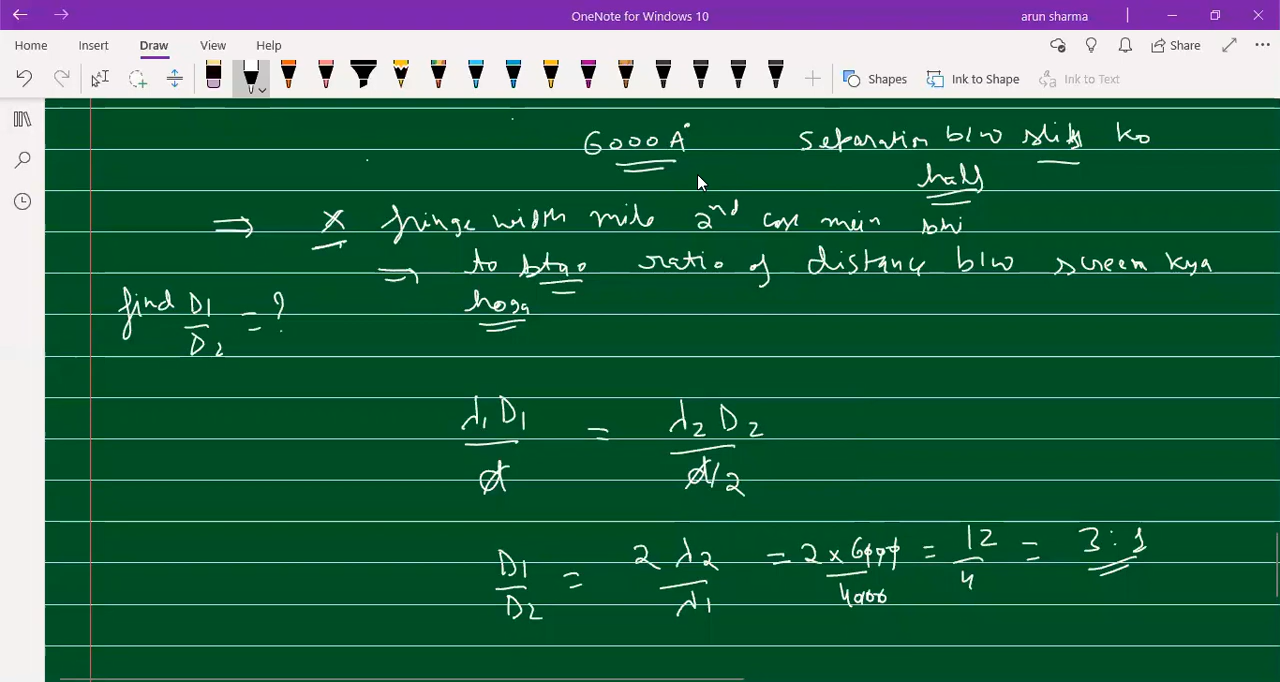 OneNote for Windows 10
arun sharma
Home Insert Draw View Help
Share
Shapes Ink to Shape Ink to Text
6000 A° Separation b/w slits ko
half
⇒ X fringe width mile 2nd case mein bhi
⇒ to btao ratio of distance b/w screen kya
hoga
find D1/D2 = ?
λ1 D1 / d = λ2 D2 / d/2
D1/D2 = 2 λ2 / λ1 = 2 x 6000 / 4000 = 12/4 = 3:1